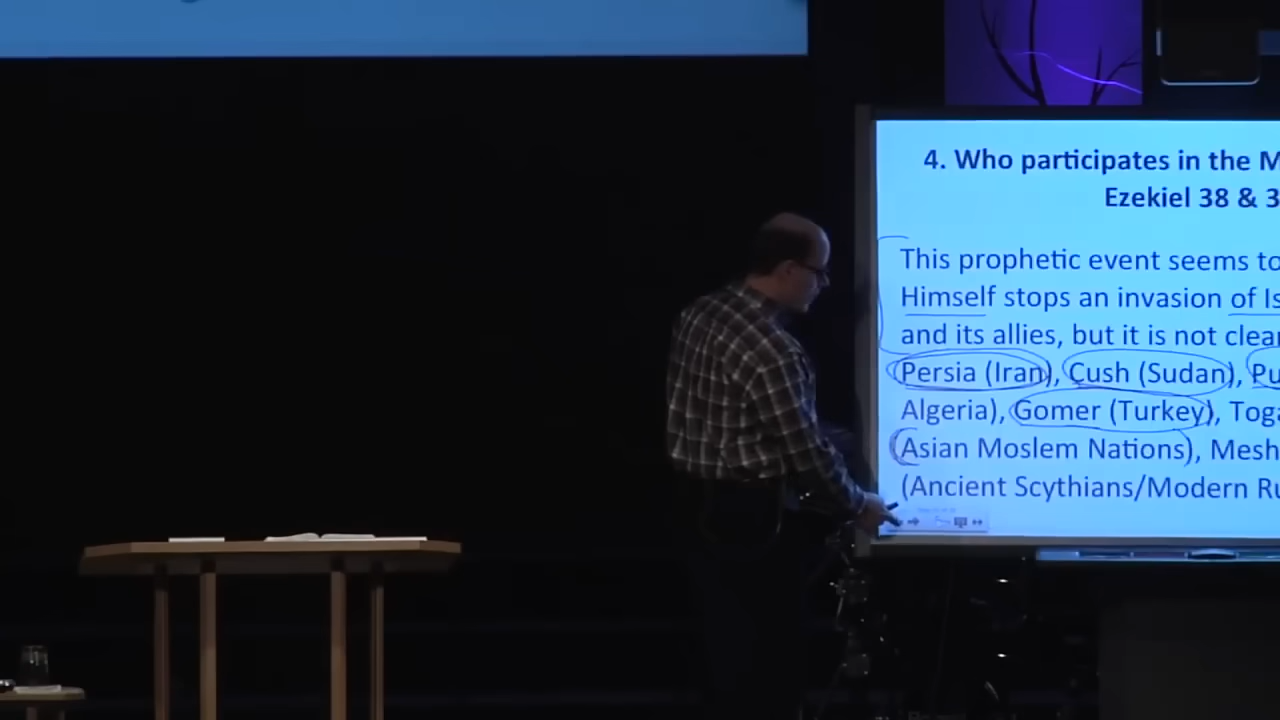 4. Who participates in the M
Ezekiel 38 & 3
This prophetic event seems to
Himself stops an invasion of Is
and its allies, but it is not clear
Persia (Iran), Cush (Sudan), Pu
Algeria), Gomer (Turkey), Toga
(Asian Moslem Nations), Mesh
(Ancient Scythians/Modern Ru